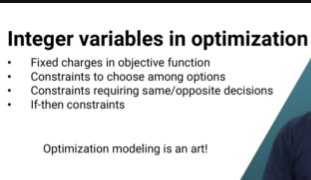 Integer variables in optimization
• Fixed charges in objective function
• Constraints to choose among options
• Constraints requiring same/opposite decisions
• If-then constraints
Optimization modeling is an art!